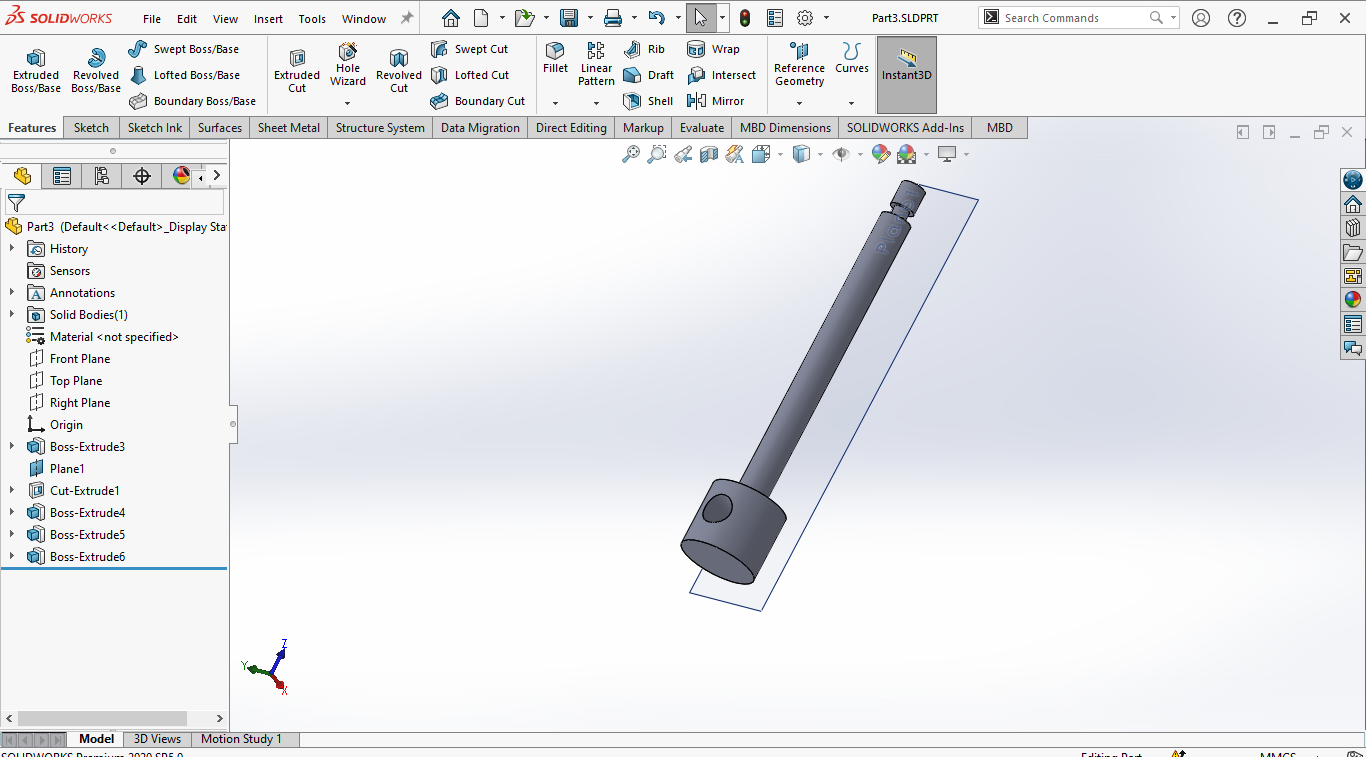 SOLIDWORKS File Edit View Insert Tools Window Part3.SLDPRT Search Commands
Extruded Boss/Base
Revolved Boss/Base
Swept Boss/Base
Lofted Boss/Base
Boundary Boss/Base
Extruded Cut
Hole Wizard
Revolved Cut
Swept Cut
Lofted Cut
Boundary Cut
Fillet
Linear Pattern
Rib
Draft
Shell
Wrap
Intersect
Mirror
Reference Geometry
Curves
Instant3D
Features Sketch Sketch Ink Surfaces Sheet Metal Structure System Data Migration Direct Editing Markup Evaluate MBD Dimensions SOLIDWORKS Add-Ins MBD
Part3 (Default<<Default>_Display Sta
History
Sensors
Annotations
Solid Bodies(1)
Material <not specified>
Front Plane
Top Plane
Right Plane
Origin
Boss-Extrude3
Plane1
Cut-Extrude1
Boss-Extrude4
Boss-Extrude5
Boss-Extrude6
Z
Y
X
Model 3D Views Motion Study 1
SOLIDWORKS Premium 2020 SP5.0 Editing Part MMGS